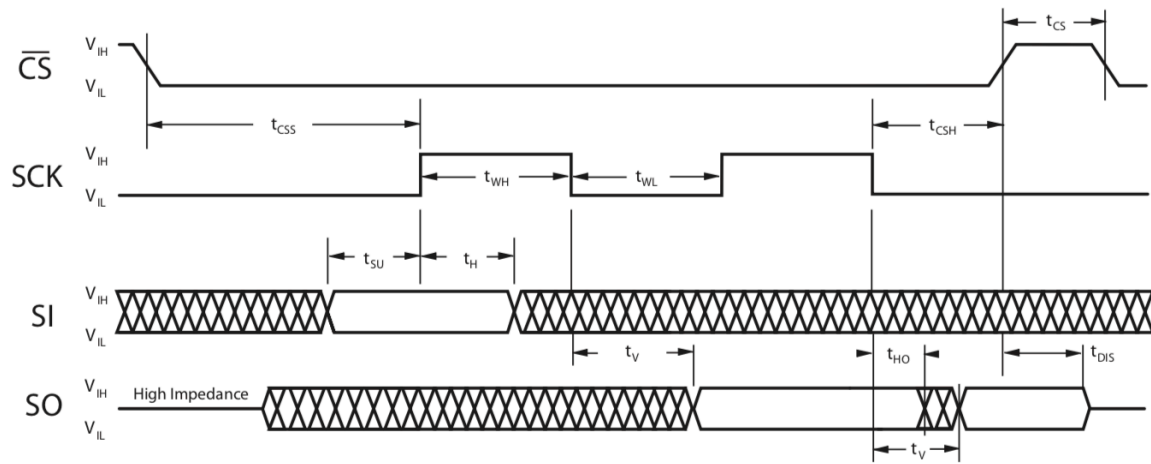 t_CS
V_IH
C̅S̅
V_IL
t_CSS
t_CSH
V_IH
SCK
t_WH
t_WL
V_IL
t_SU
t_H
V_IH
SI
V_IL
t_V
t_HO
t_DIS
V_IH
High Impedance
SO
V_IL
t_V